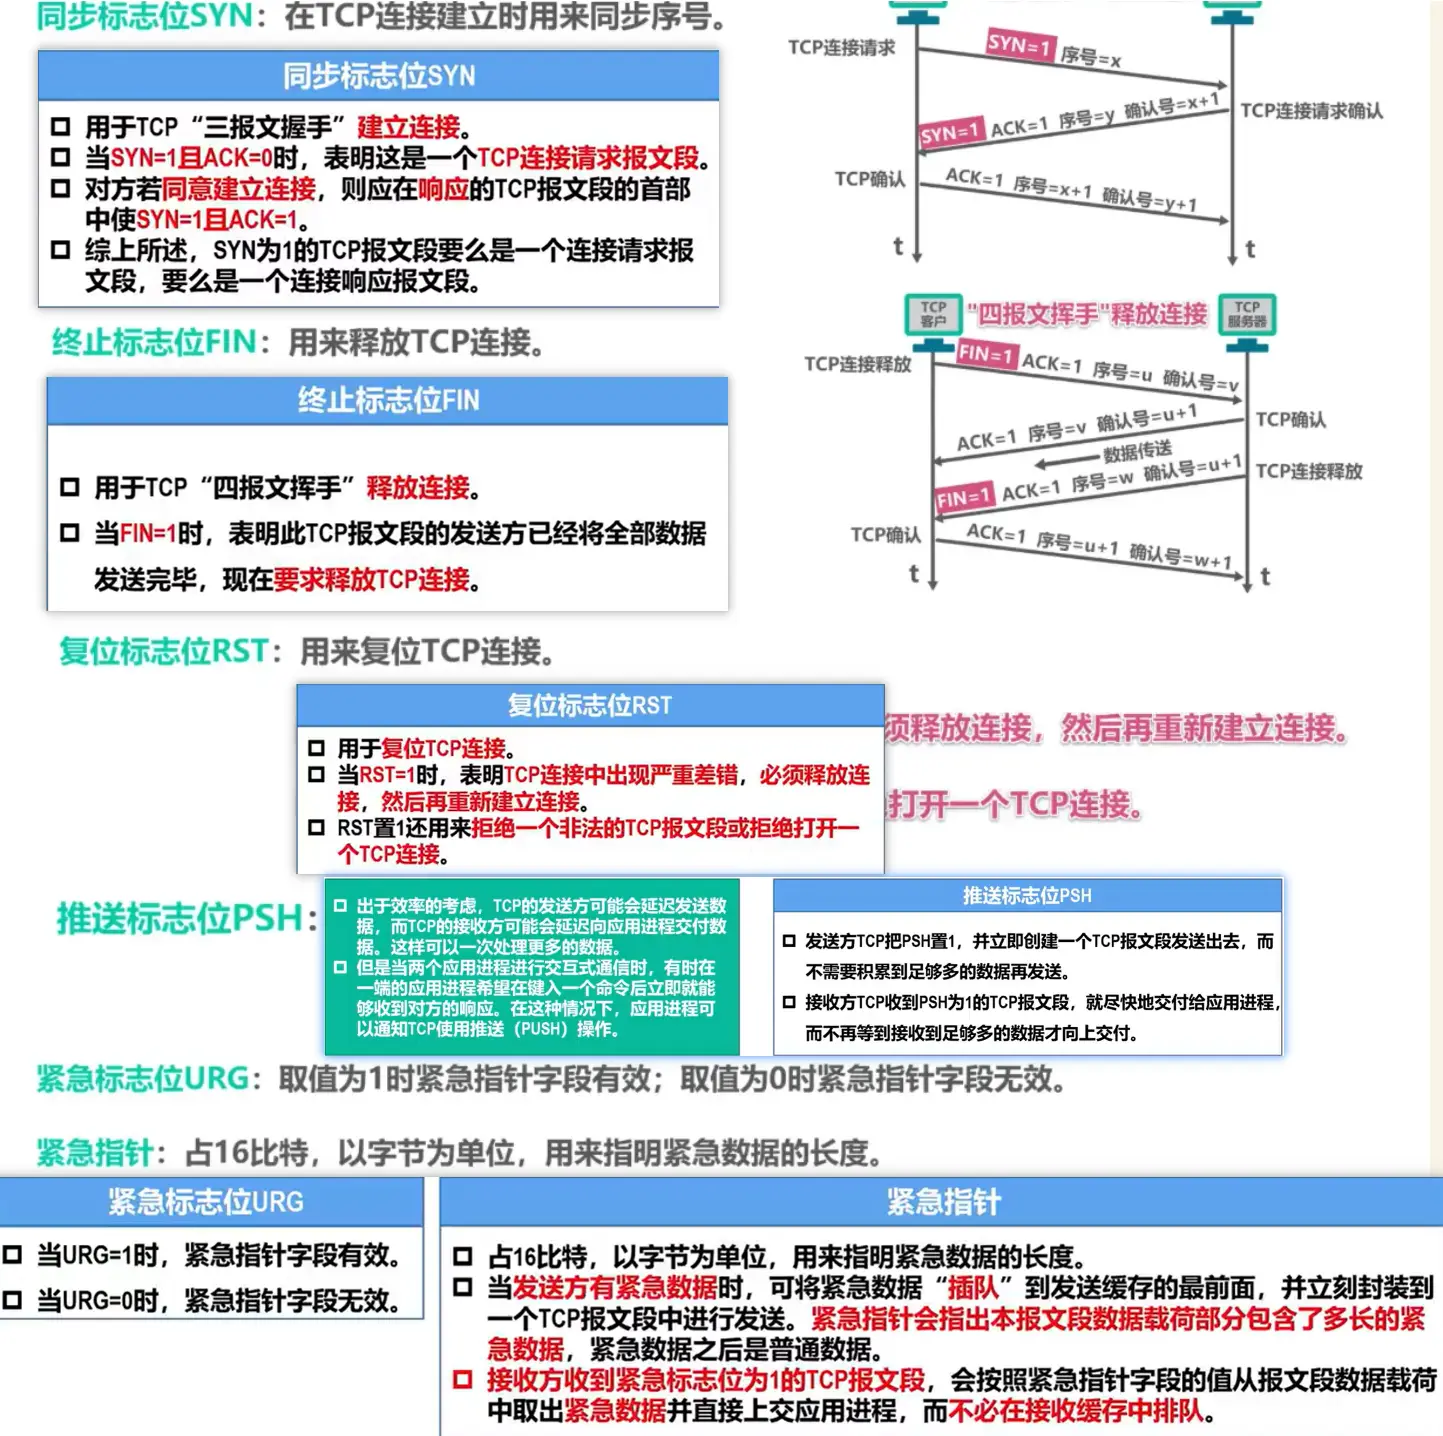 同步标志位SYN：在TCP连接建立时用来同步序号。
同步标志位SYN
用于TCP“三报文握手”建立连接。
当SYN=1且ACK=0时，表明这是一个TCP连接请求报文段。
对方若同意建立连接，则应在响应的TCP报文段的首部
中使SYN=1且ACK=1。
综上所述，SYN为1的TCP报文段要么是一个连接请求报
文段，要么是一个连接响应报文段。
TCP连接请求
SYN=1 序号=x
SYN=1 ACK=1 序号=y 确认号=x+1
TCP连接请求确认
TCP确认
ACK=1 序号=x+1 确认号=y+1
t
t
终止标志位FIN：用来释放TCP连接。
终止标志位FIN
用于TCP“四报文挥手”释放连接。
当FIN=1时，表明此TCP报文段的发送方已经将全部数据
发送完毕，现在要求释放TCP连接。
TCP
客户
"四报文挥手"释放连接
TCP
服务器
TCP连接释放
FIN=1 ACK=1 序号=u 确认号=v
ACK=1 序号=v 确认号=u+1
TCP确认
数据传送
FIN=1 ACK=1 序号=w 确认号=u+1
TCP连接释放
TCP确认
ACK=1 序号=u+1 确认号=w+1
t
t
复位标志位RST：用来复位TCP连接。
复位标志位RST
用于复位TCP连接。
当RST=1时，表明TCP连接中出现严重差错，必须释放连
接，然后再重新建立连接。
RST置1还用来拒绝一个非法的TCP报文段或拒绝打开一
个TCP连接。
须释放连接，然后再重新建立连接。
打开一个TCP连接。
推送标志位PSH：
出于效率的考虑，TCP的发送方可能会延迟发送数
据，而TCP的接收方可能会延迟向应用进程交付数
据。这样可以一次处理更多的数据。
但是当两个应用进程进行交互式通信时，有时在
一端的应用进程希望在键入一个命令后立即就能
够收到对方的响应。在这种情况下，应用进程可
以通知TCP使用推送（PUSH）操作。
推送标志位PSH
发送方TCP把PSH置1，并立即创建一个TCP报文段发送出去，而
不需要积累到足够多的数据再发送。
接收方TCP收到PSH为1的TCP报文段，就尽快地交付给应用进程，
而不再等到接收到足够多的数据才向上交付。
紧急标志位URG：取值为1时紧急指针字段有效；取值为0时紧急指针字段无效。
紧急指针：占16比特，以字节为单位，用来指明紧急数据的长度。
紧急标志位URG
当URG=1时，紧急指针字段有效。
当URG=0时，紧急指针字段无效。
紧急指针
占16比特，以字节为单位，用来指明紧急数据的长度。
当发送方有紧急数据时，可将紧急数据“插队”到发送缓存的最前面，并立刻封装到
一个TCP报文段中进行发送。紧急指针会指出本报文段数据载荷部分包含了多长的紧
急数据，紧急数据之后是普通数据。
接收方收到紧急标志位为1的TCP报文段，会按照紧急指针字段的值从报文段数据载荷
中取出紧急数据并直接上交应用进程，而不必在接收缓存中排队。